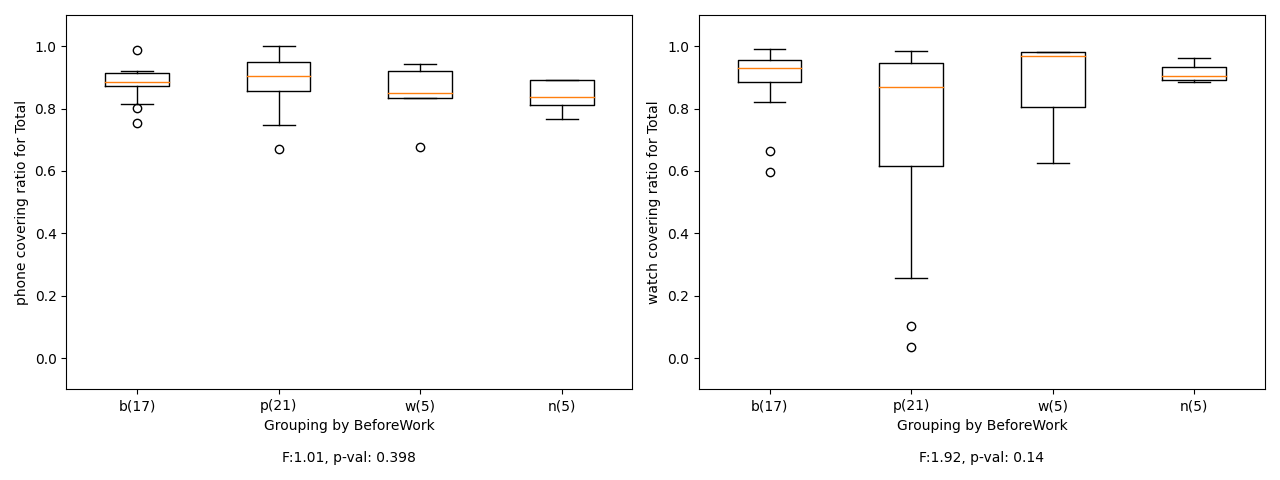 phone covering ratio for Total
1.0
0.8
0.6
0.4
0.2
0.0
b(17) p(21) w(5) n(5)
Grouping by BeforeWork
F:1.01, p-val: 0.398
watch covering ratio for Total
1.0
0.8
0.6
0.4
0.2
0.0
b(17) p(21) w(5) n(5)
Grouping by BeforeWork
F:1.92, p-val: 0.14